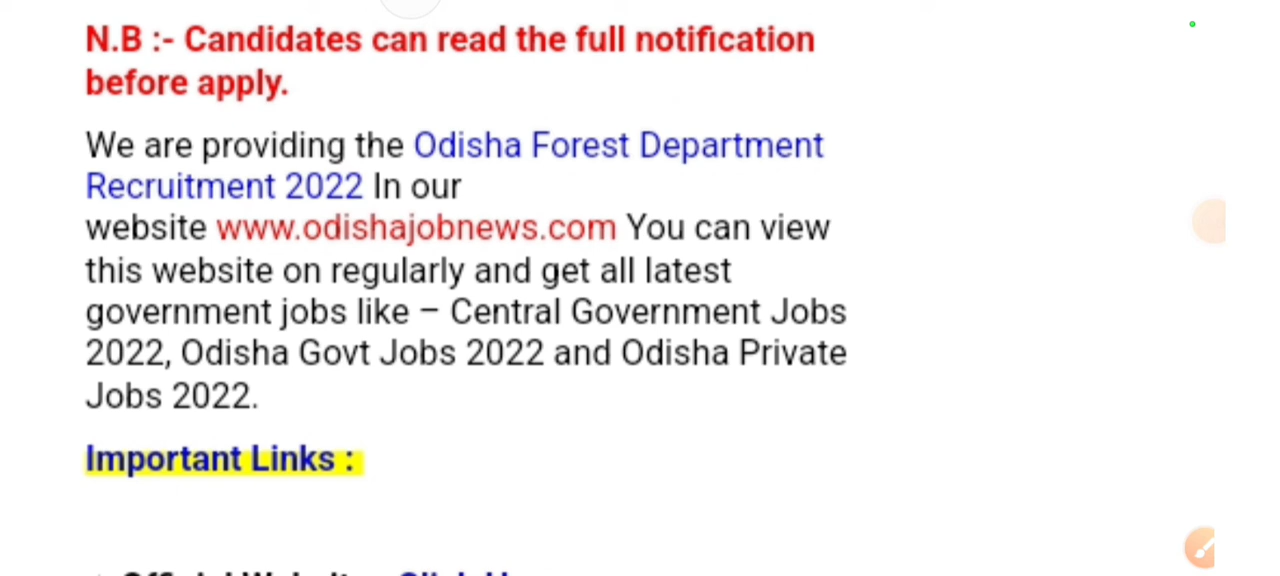 N.B :- Candidates can read the full notification
before apply.
We are providing the Odisha Forest Department
Recruitment 2022 In our
website www.odishajobnews.com You can view
this website on regularly and get all latest
government jobs like – Central Government Jobs
2022, Odisha Govt Jobs 2022 and Odisha Private
Jobs 2022.
Important Links :